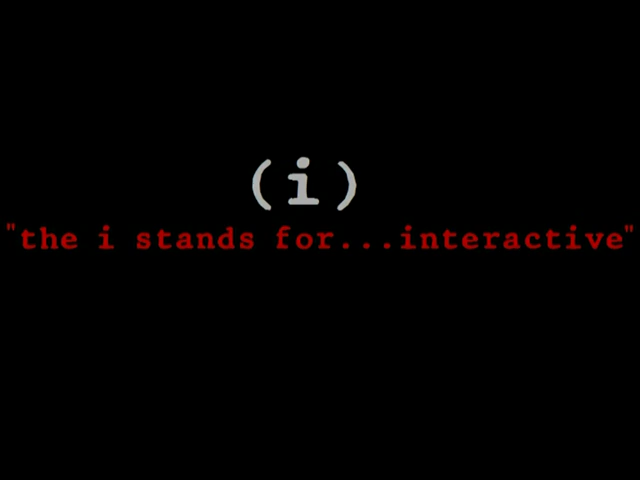 (i)
"the i stands for...interactive"